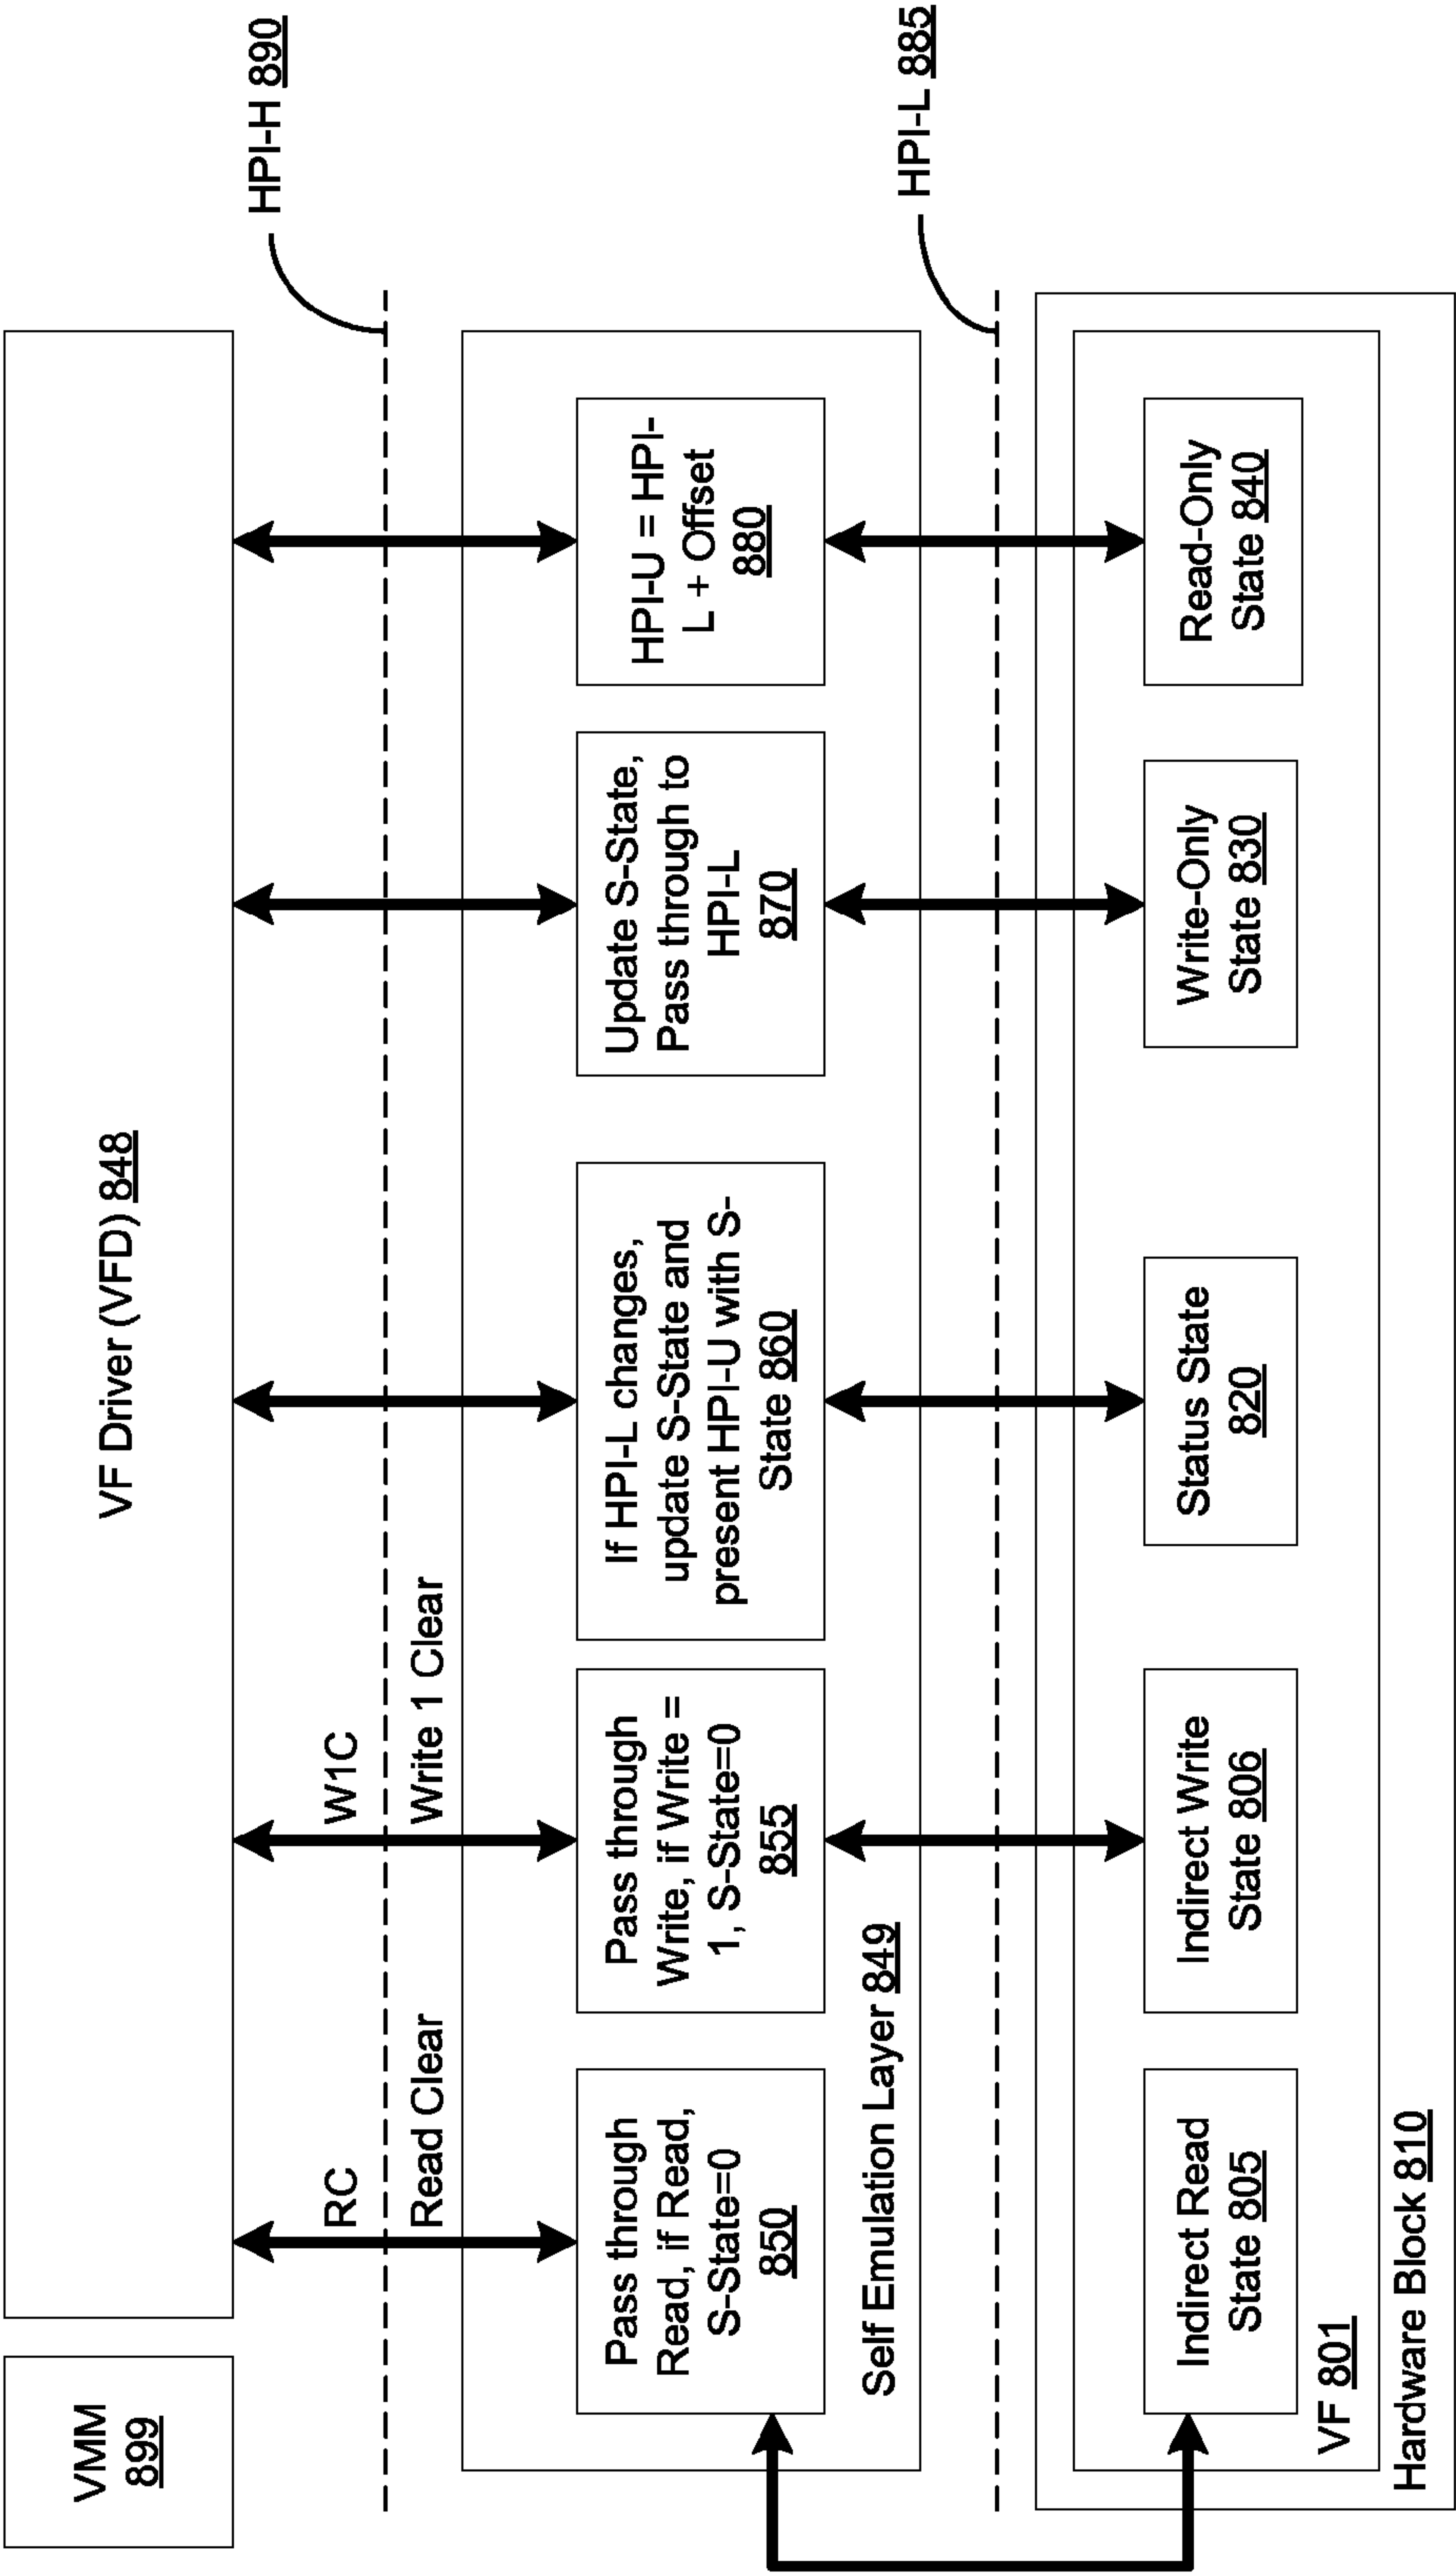 VMM
899
VF Driver (VFD) 848
RC
W1C
HPI-H 890
Read Clear
Write 1 Clear
Pass through
Read, if Read,
S-State=0
850
Pass through
Write, if Write =
1, S-State=0
855
If HPI-L changes,
update S-State and
present HPI-U with S-
State 860
Update S-State,
Pass through to
HPI-L
870
HPI-U = HPI-
L + Offset
880
Self Emulation Layer 849
HPI-L 885
Indirect Read
State 805
Indirect Write
State 806
Status State
820
Write-Only
State 830
Read-Only
State 840
VF 801
Hardware Block 810